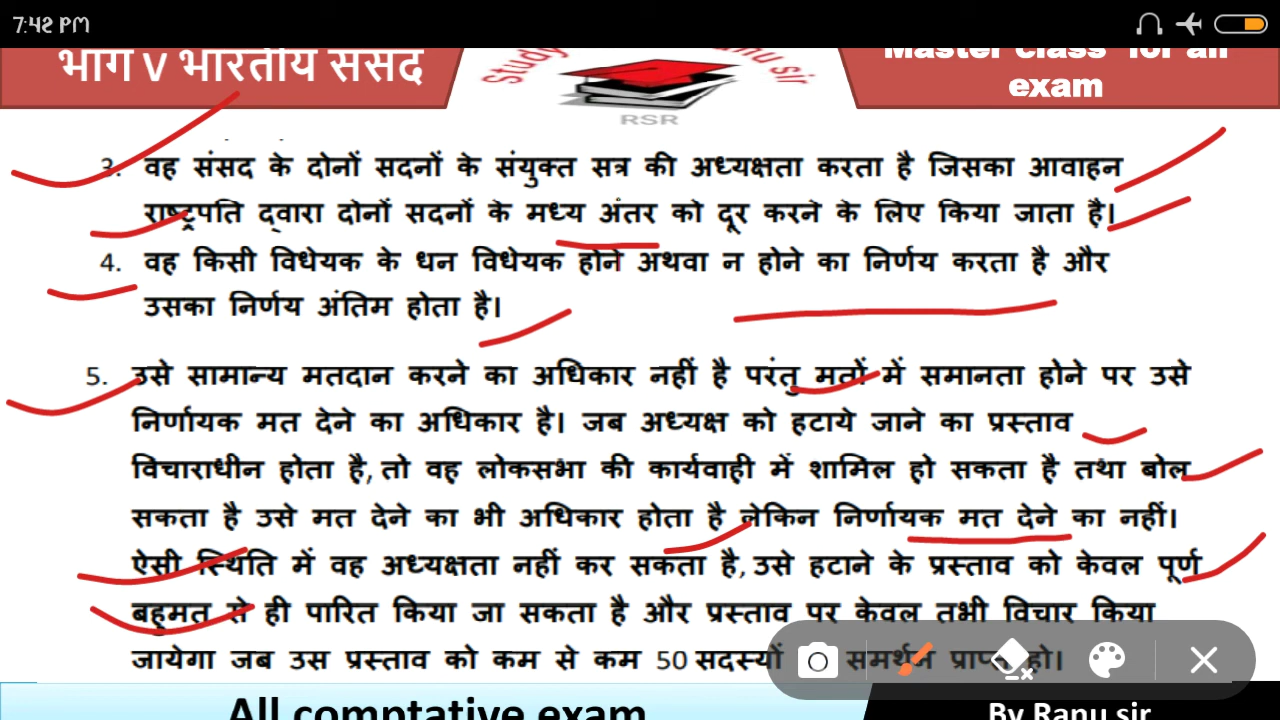 7:42 PM
भाग v भारतीय संसद
Study
nu sir
Master class for all
exam
RSR
3. वह संसद के दोनों सदनों के संयुक्त सत्र की अध्यक्षता करता है जिसका आवाहन
राष्ट्रपति द्वारा दोनों सदनों के मध्य अंतर को दूर करने के लिए किया जाता है।
4. वह किसी विधेयक के धन विधेयक होने अथवा न होने का निर्णय करता है और
उसका निर्णय अंतिम होता है।
5. उसे सामान्य मतदान करने का अधिकार नहीं है परंतु मतों में समानता होने पर उसे
निर्णायक मत देने का अधिकार है। जब अध्यक्ष को हटाये जाने का प्रस्ताव
विचाराधीन होता है, तो वह लोकसभा की कार्यवाही में शामिल हो सकता है तथा बोल
सकता है उसे मत देने का भी अधिकार होता है लेकिन निर्णायक मत देने का नहीं।
ऐसी स्थिति में वह अध्यक्षता नहीं कर सकता है, उसे हटाने के प्रस्ताव को केवल पूर्ण
बहुमत से ही पारित किया जा सकता है और प्रस्ताव पर केवल तभी विचार किया
जायेगा जब उस प्रस्ताव को कम से कम 50 सदस्यों समर्थन प्राप्त हो।
All comptative exam
By Ranu sir